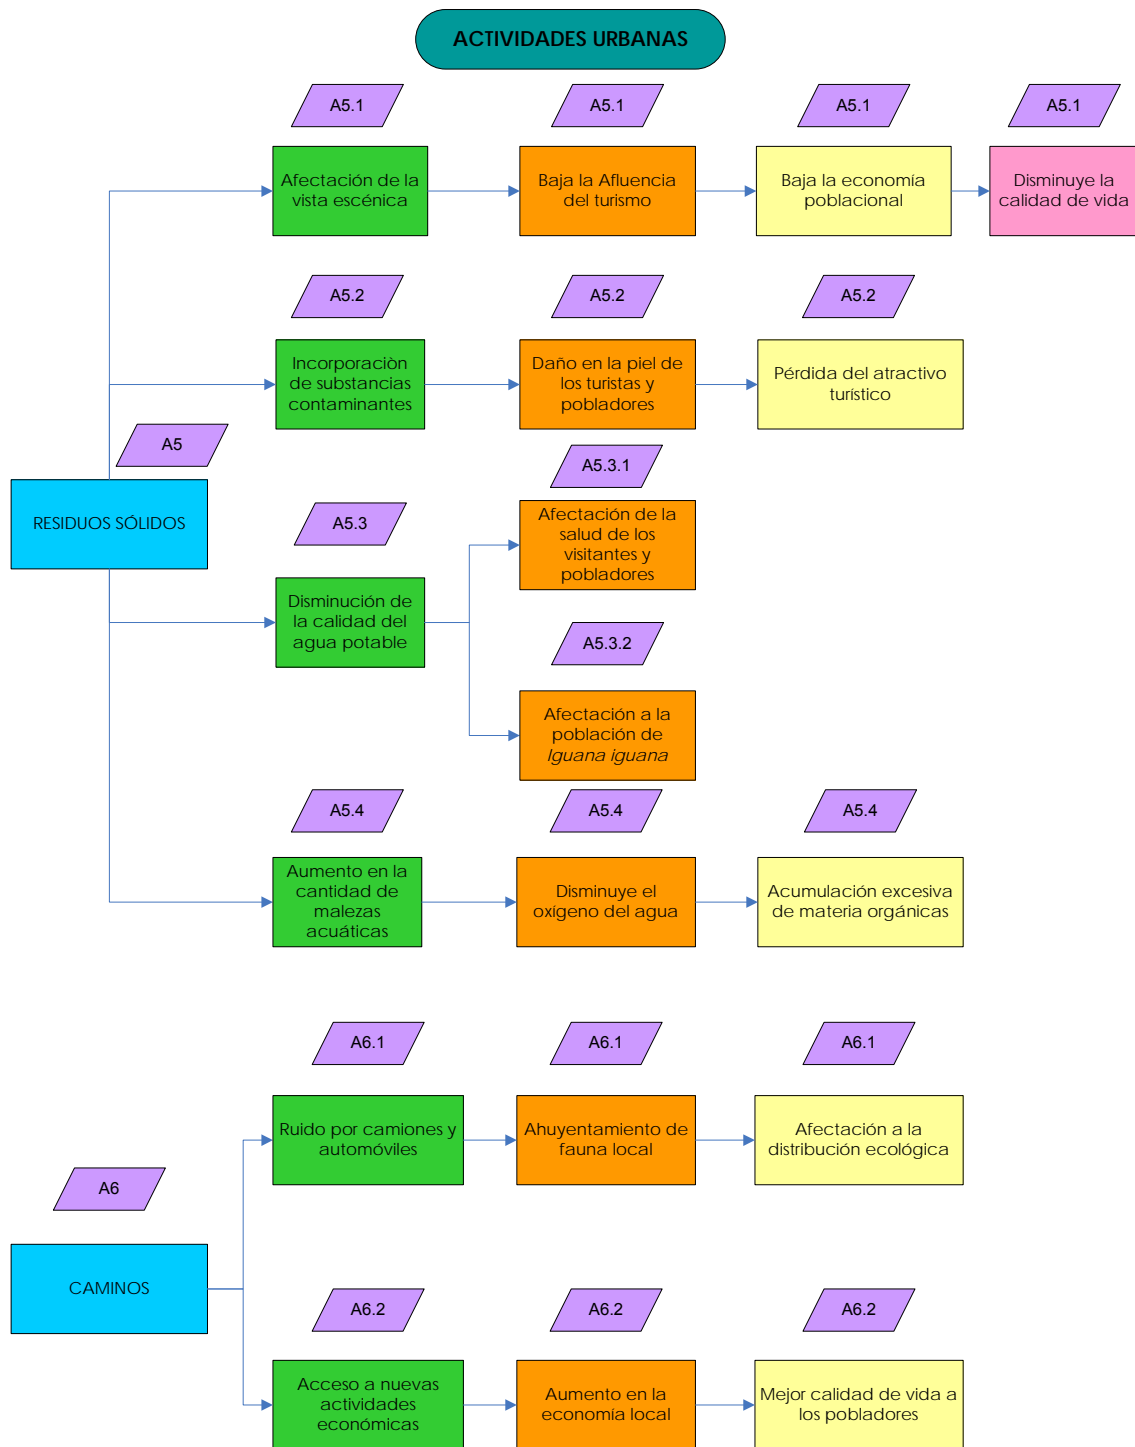 ACTIVIDADES URBANAS
A5.1
A5.1
A5.1
A5.1
Afectación de la
vista escénica
Baja la Afluencia
del turismo
Baja la economía
poblacional
Disminuye la
calidad de vida
A5.2
A5.2
A5.2
Incorporaciòn
de substancias
contaminantes
Daño en la piel de
los turistas y
pobladores
Pérdida del atractivo
turístico
A5
RESIDUOS SÓLIDOS
A5.3
A5.3.1
Afectación de la
salud de los
visitantes y
pobladores
Disminución de
la calidad del
agua potable
A5.3.2
Afectación a la
población de
Iguana iguana
A5.4
A5.4
A5.4
Aumento en la
cantidad de
malezas
acuáticas
Disminuye el
oxígeno del agua
Acumulación excesiva
de materia orgánicas
A6.1
A6.1
A6.1
Ruido por camiones y
automóviles
Ahuyentamiento de
fauna local
Afectación a la
distribución ecológica
A6
CAMINOS
A6.2
A6.2
A6.2
Acceso a nuevas
actividades
económicas
Aumento en la
economía local
Mejor calidad de vida a
los pobladores